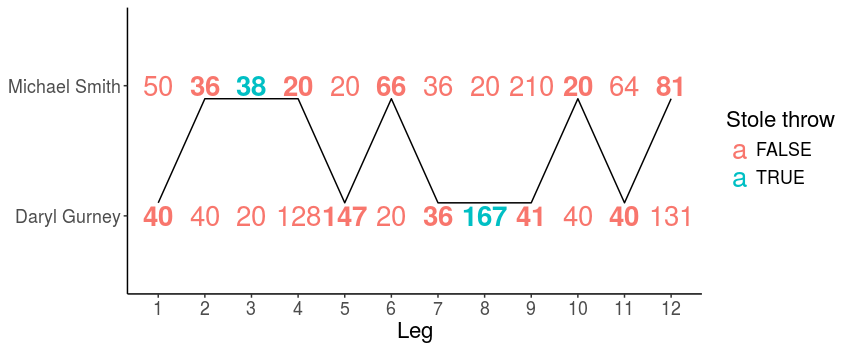 Michael Smith 50 36 38 20 20 66 36 20 210 20 64 81
Daryl Gurney 40 40 20 128 147 20 36 167 41 40 40 131
1 2 3 4 5 6 7 8 9 10 11 12
Leg
Stole throw
a FALSE
a TRUE